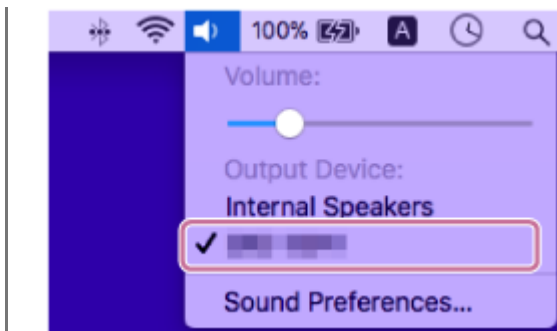 100% A
Volume:
Output Device:
Internal Speakers
Sound Preferences...